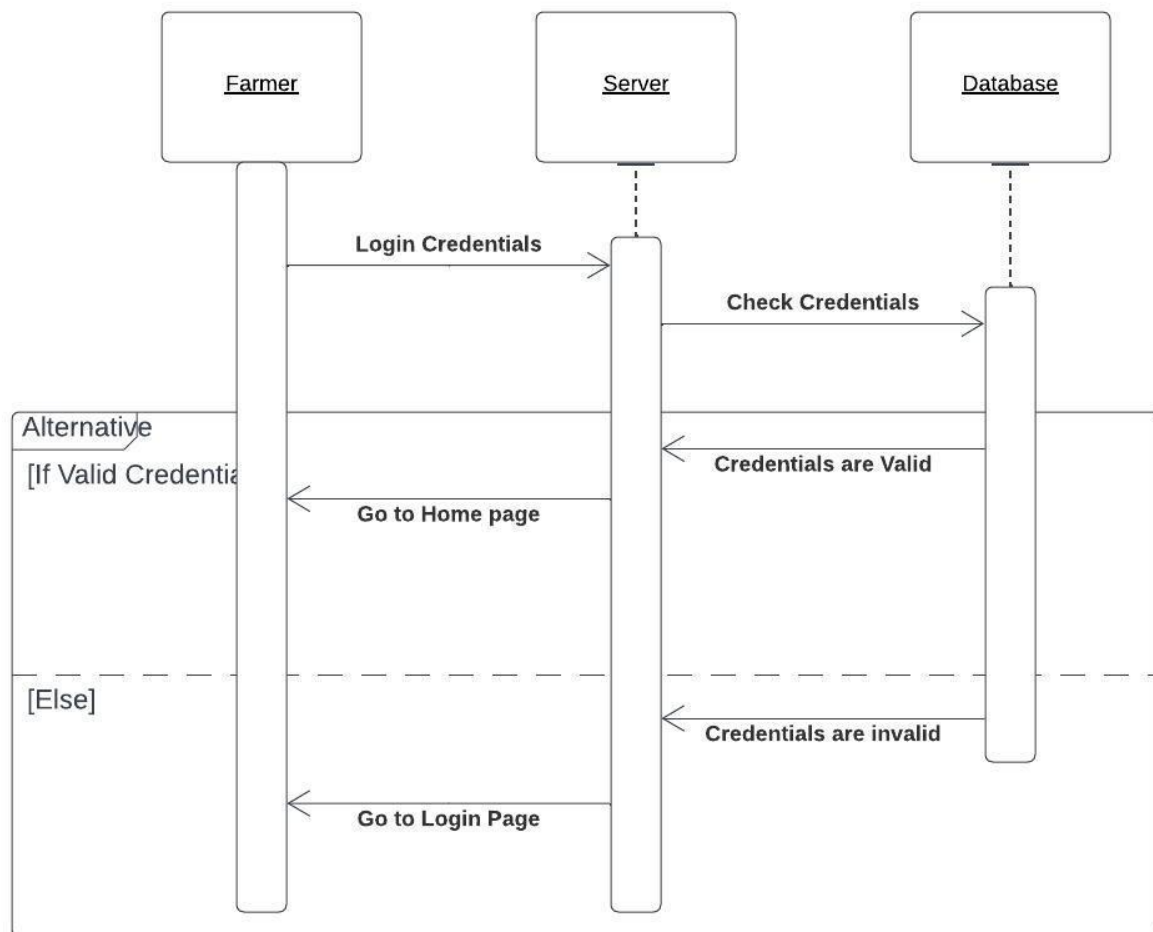 Farmer
Server
Database
Login Credentials
Check Credentials
Alternative
[If Valid Credentia
Credentials are Valid
Go to Home page
[Else]
Credentials are invalid
Go to Login Page